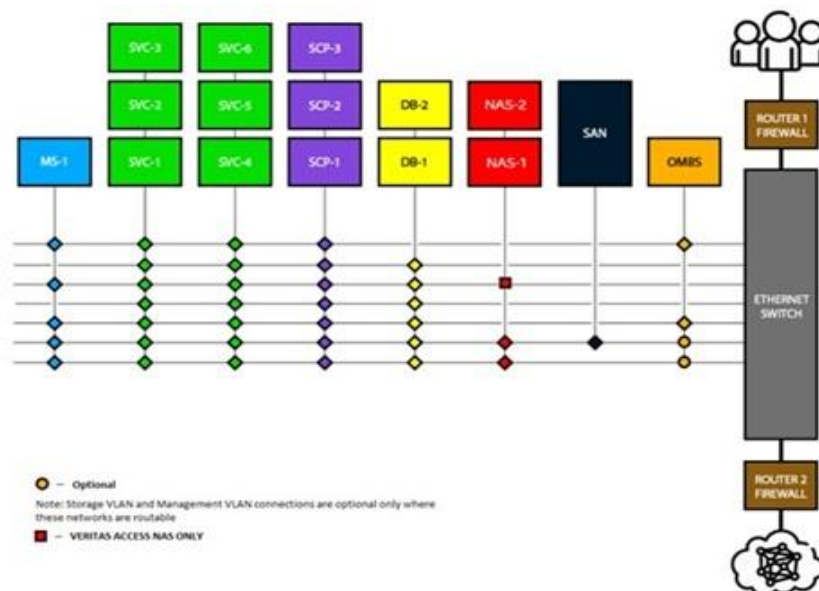 SVC-3
SVC-6
SCP-3
SVC-2
SVC-5
SCP-2
DB-2
NAS-2
SAN
ROUTER 1
FIREWALL
MS-1
SVC-1
SVC-4
SCP-1
DB-1
NAS-1
OMBS
ETHERNET
SWITCH
ROUTER 2
FIREWALL
– Optional
Note: Storage VLAN and Management VLAN connections are optional only where
these networks are routable
– VERITAS ACCESS NAS ONLY